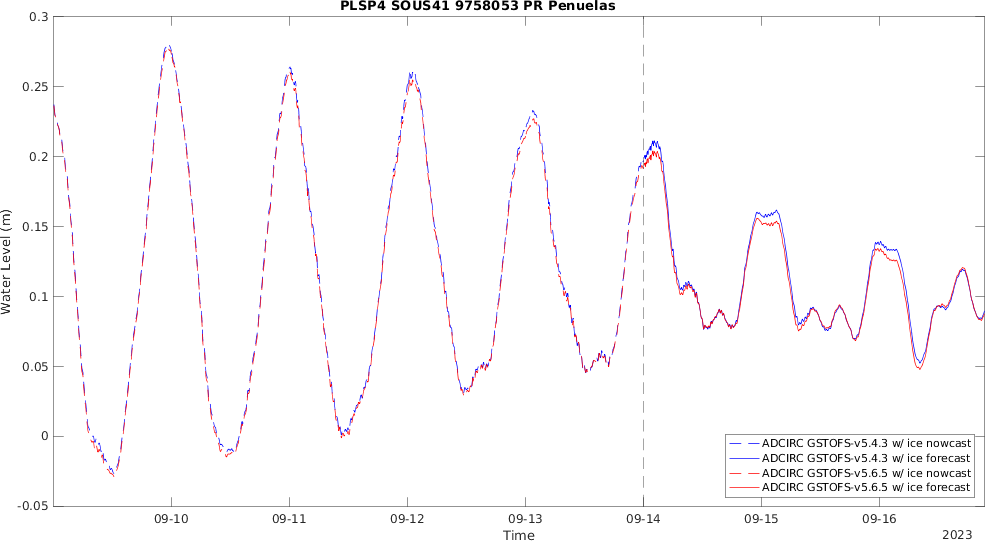 PLSP4 SOUS41 9758053 PR Penuelas
0.3
0.25
0.2
0.15
0.1
0.05
0
-0.05
Water Level (m)
09-10 09-11 09-12 09-13 09-14 09-15 09-16
Time
2023
ADCIRC GSTOFS-v5.4.3 w/ ice nowcast
ADCIRC GSTOFS-v5.4.3 w/ ice forecast
ADCIRC GSTOFS-v5.6.5 w/ ice nowcast
ADCIRC GSTOFS-v5.6.5 w/ ice forecast